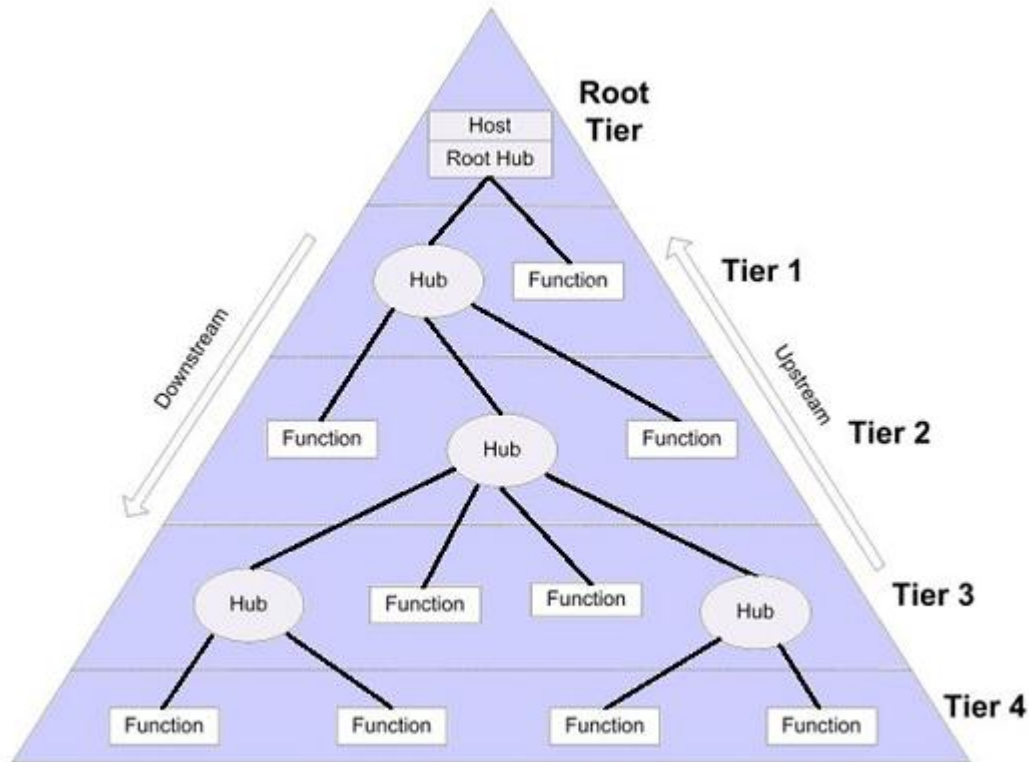 Root
Tier
Host
Root Hub
Tier 1
Hub
Function
Downstream
Upstream
Tier 2
Function
Hub
Function
Tier 3
Hub
Function
Function
Hub
Tier 4
Function
Function
Function
Function